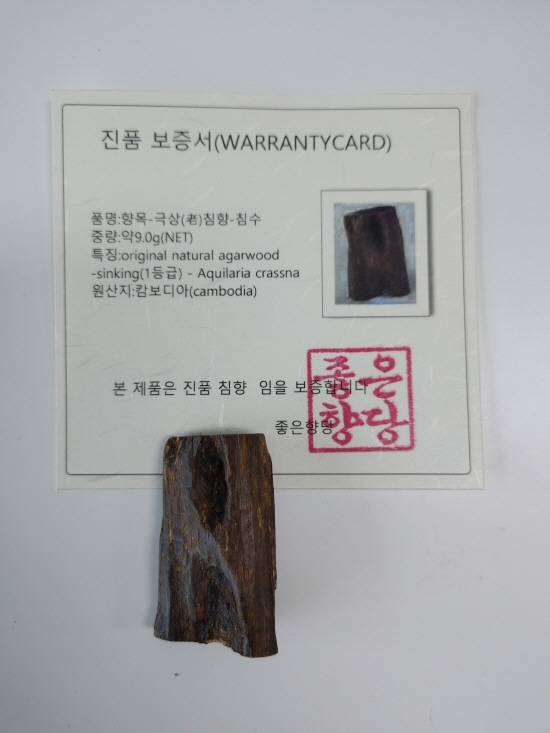 진품 보증서(WARRANTYCARD)
품명:향목-극상(老)침향-침수
중량:약9.0g(NET)
특징:original natural agarwood
-sinking(1등급) - Aquilaria crassna
원산지:캄보디아(cambodia)
본 제품은 진품 침향 임을 보증합니다
좋은향당
좋은
향당